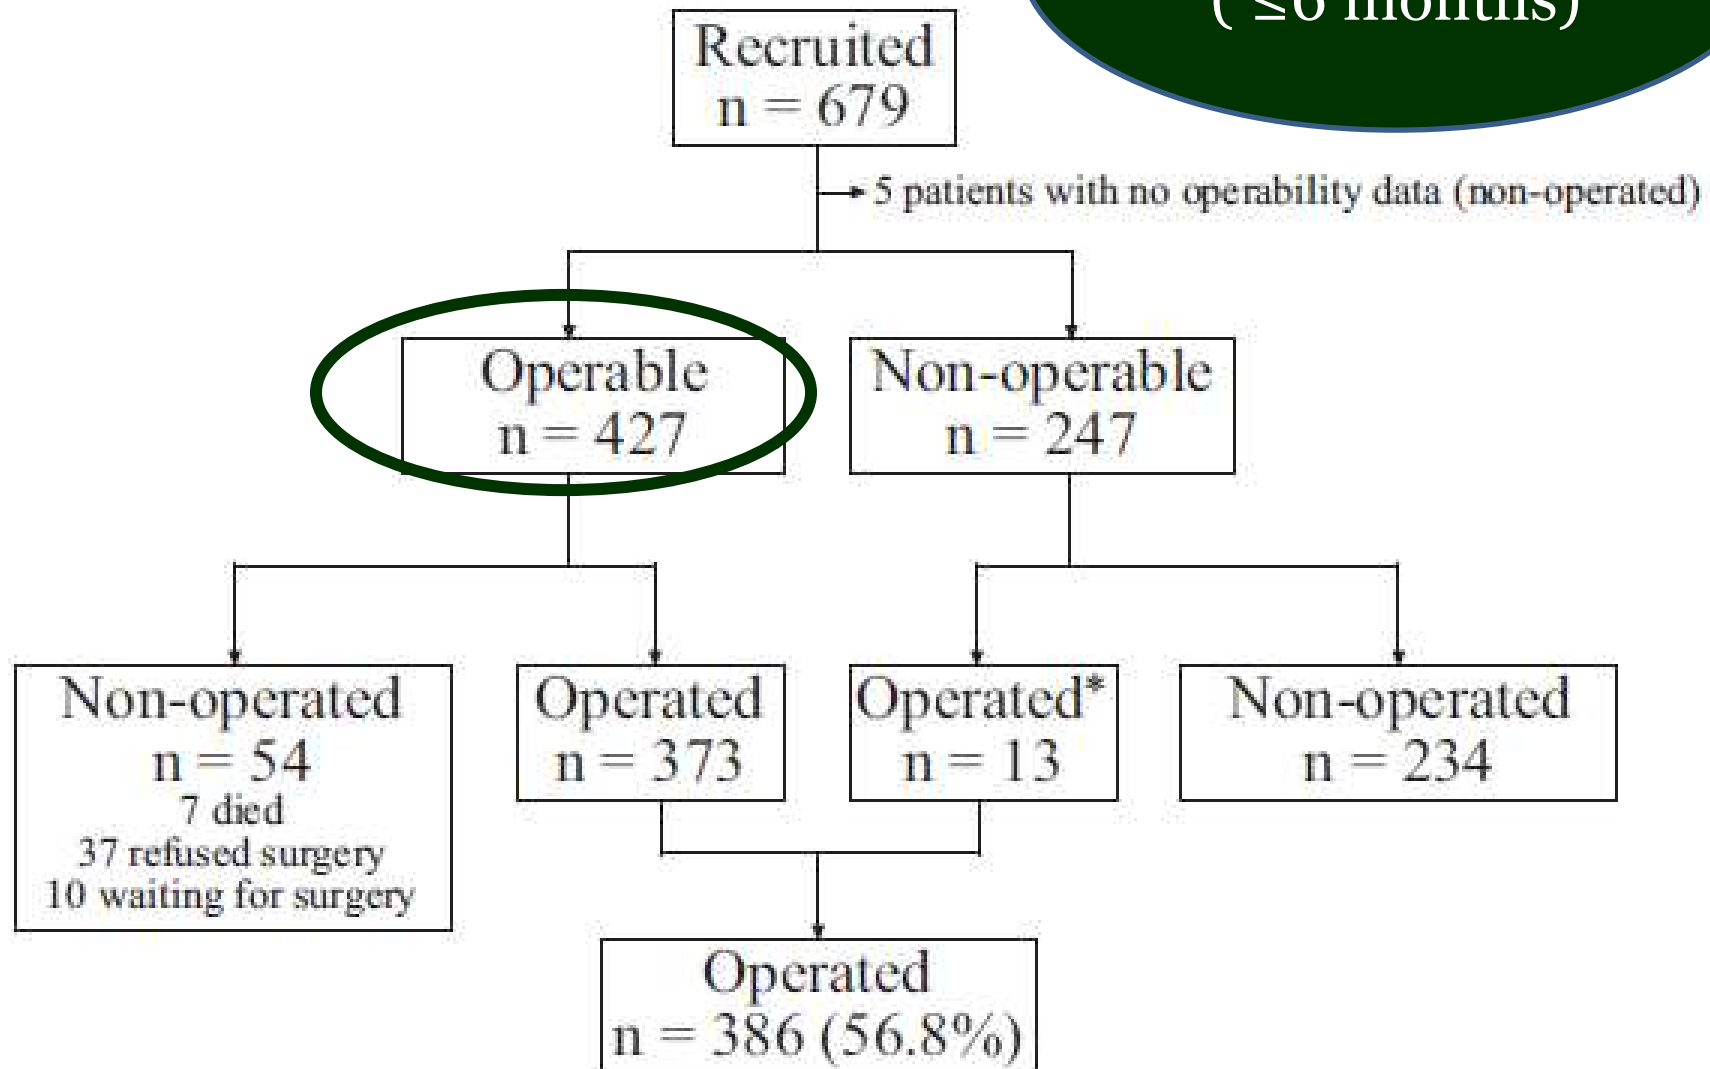 ( ≤6 months)
Recruited
n = 679
5 patients with no operability data (non-operated)
Operable
n = 427
Non-operable
n = 247
Non-operated
n = 54
7 died
37 refused surgery
10 waiting for surgery
Operated
n = 373
Operated*
n = 13
Non-operated
n = 234
Operated
n = 386 (56.8%)